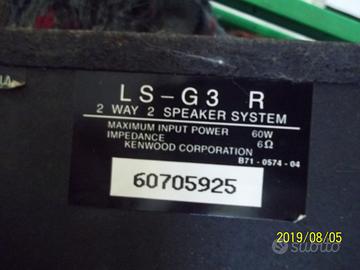 LS-G3 R
2 WAY 2 SPEAKER SYSTEM
MAXIMUM INPUT POWER 60W
IMPEDANCE 6Ω
KENWOOD CORPORATION
B71-0574-04
60705925
2019/08/05
subito